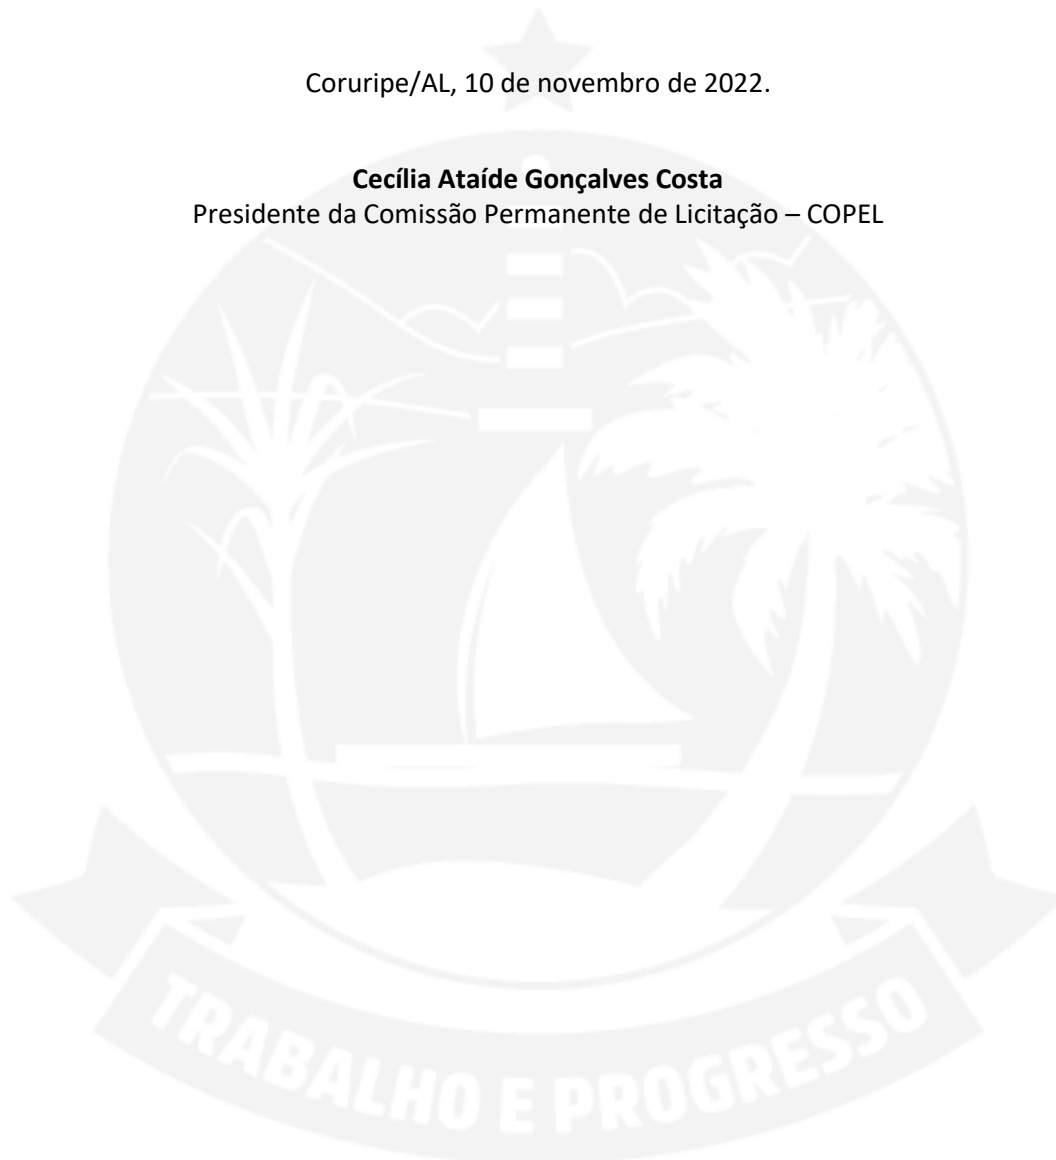 Coruripe/AL, 10 de novembro de 2022.
Cecília Ataíde Gonçalves Costa
Presidente da Comissão Permanente de Licitação – COPEL
TRABALHO E PROGRESSO